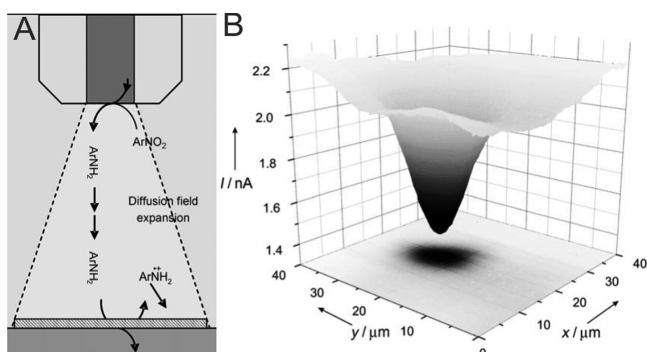 A
ArNO₂
ArNH₂
Diffusion field
expansion
ArNH₂
ArNH₂
B
2.2
2.0
1.8
1.6
1.4
I / nA
40
30
20
10
0
y / µm
10
20
30
40
x / µm